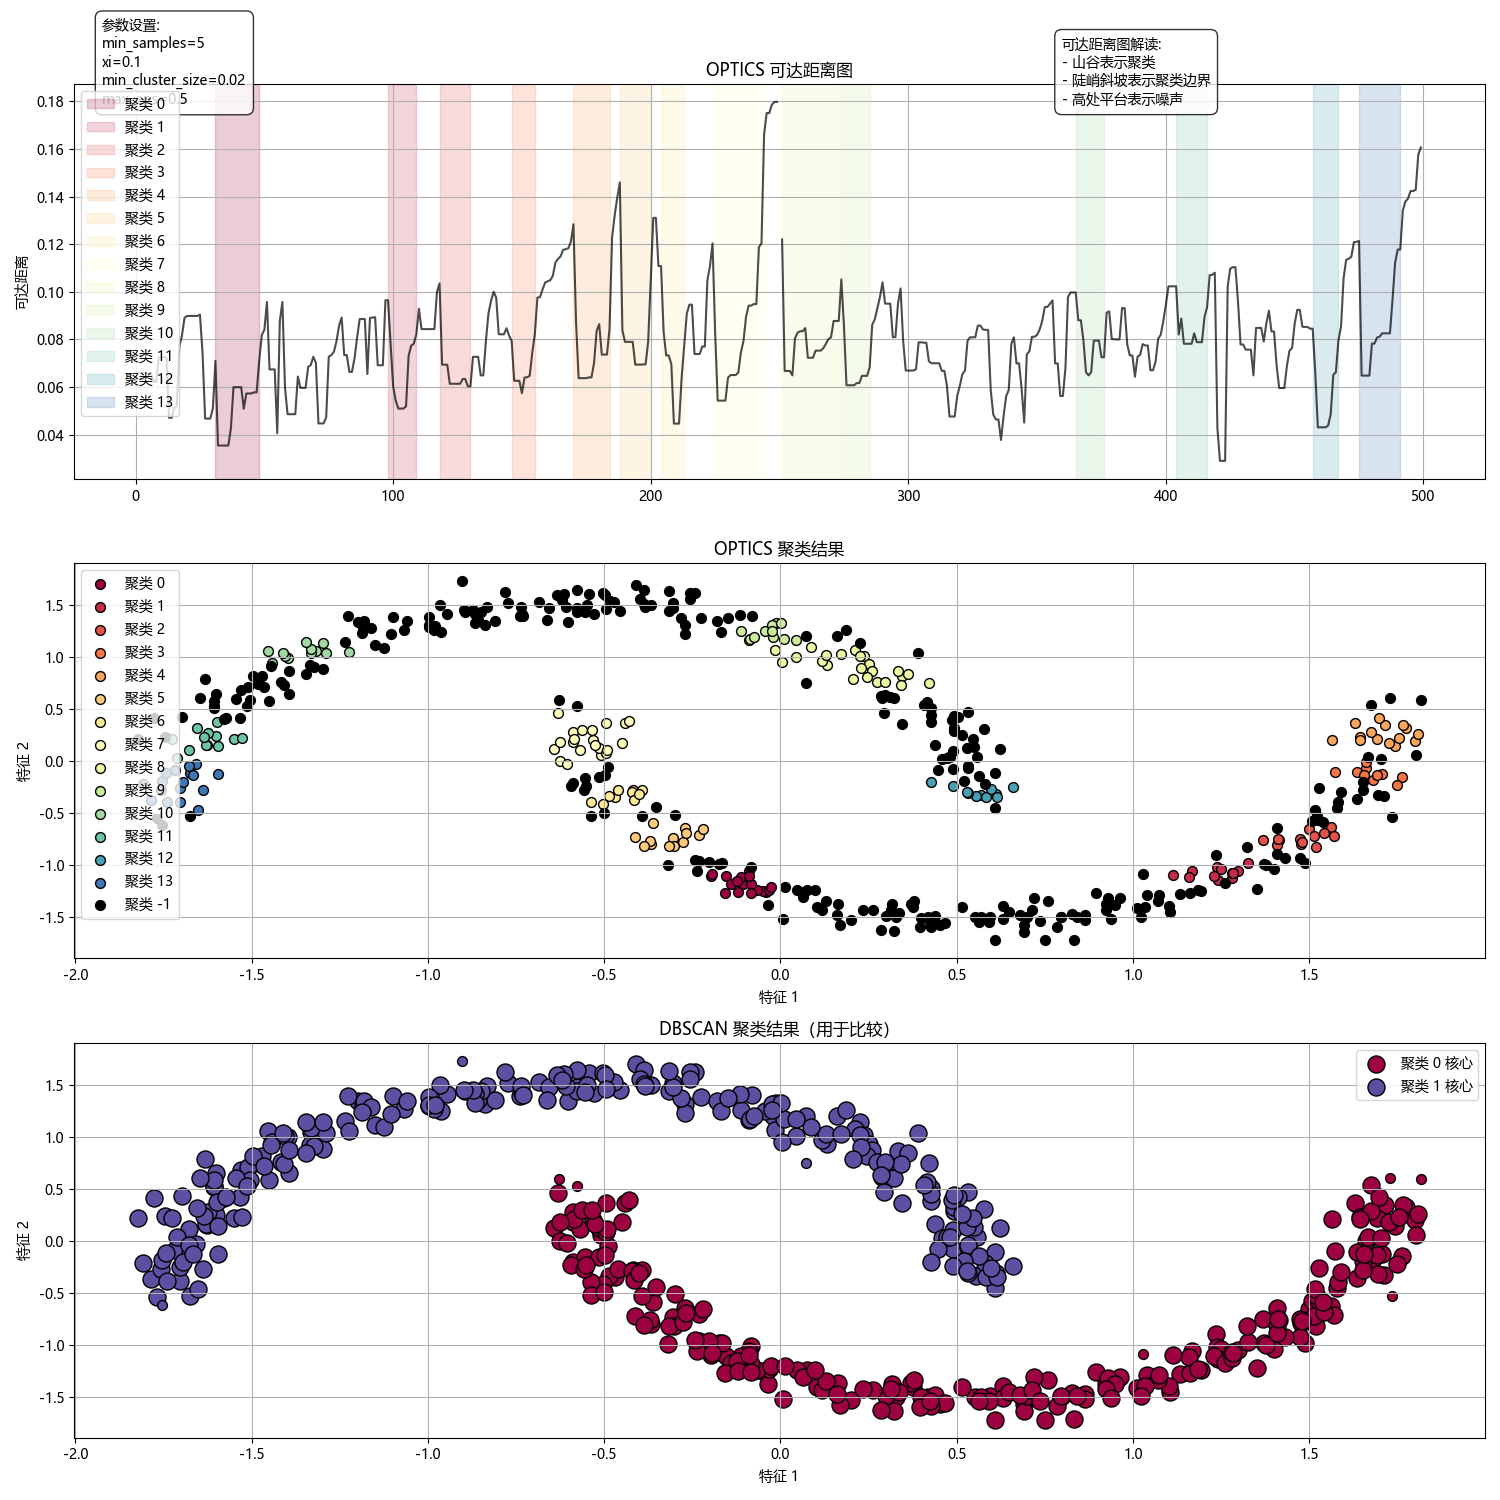 参数设置:
min_samples=5
xi=0.1
min_cluster_size=0.02
max_eps=0.5
可达距离图解读:
- 山谷表示聚类
- 陡峭斜坡表示聚类边界
- 高处平台表示噪声
OPTICS 可达距离图
可达距离
0.18
0.16
0.14
0.12
0.10
0.08
0.06
0.04
聚类 0
聚类 1
聚类 2
聚类 3
聚类 4
聚类 5
聚类 6
聚类 7
聚类 8
聚类 9
聚类 10
聚类 11
聚类 12
聚类 13
0 100 200 300 400 500
OPTICS 聚类结果
特征 2
1.5
1.0
0.5
0.0
-0.5
-1.0
-1.5
聚类 0
聚类 1
聚类 2
聚类 3
聚类 4
聚类 5
聚类 6
聚类 7
聚类 8
聚类 9
聚类 10
聚类 11
聚类 12
聚类 13
聚类 -1
-2.0 -1.5 -1.0 -0.5 0.0 0.5 1.0 1.5
特征 1
DBSCAN 聚类结果（用于比较）
特征 2
1.5
1.0
0.5
0.0
-0.5
-1.0
-1.5
聚类 0 核心
聚类 1 核心
-2.0 -1.5 -1.0 -0.5 0.0 0.5 1.0 1.5
特征 1